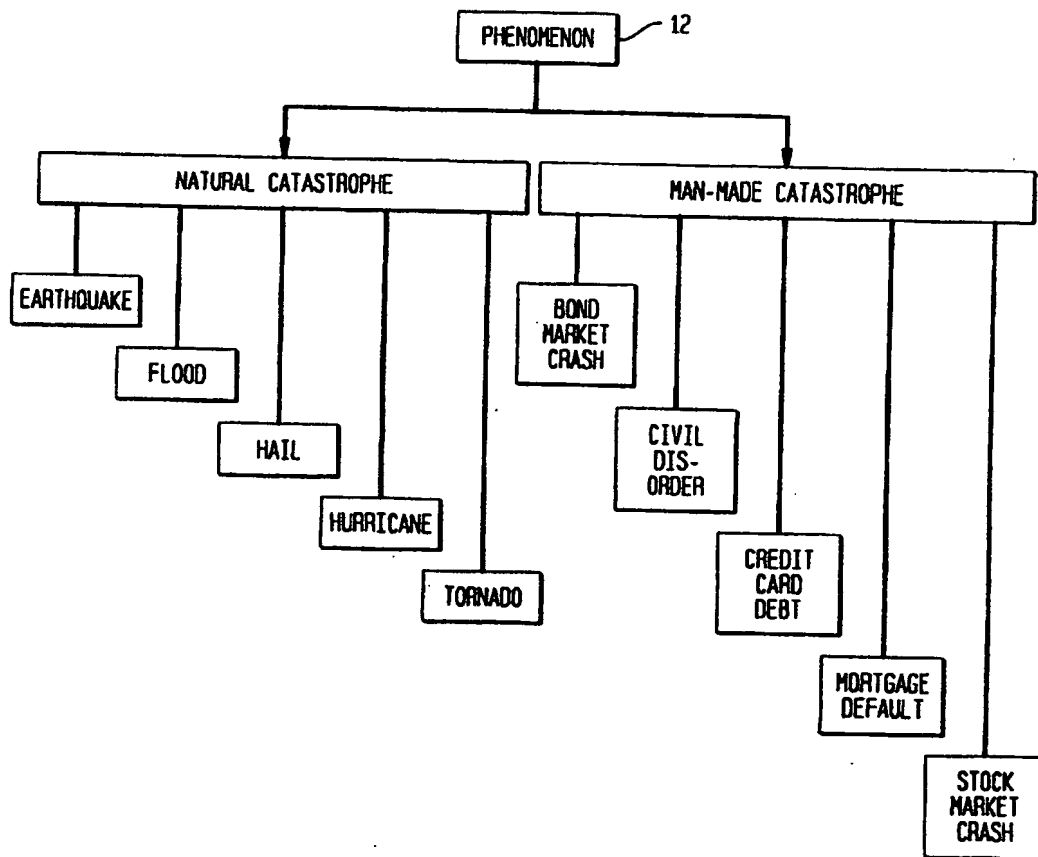 PHENOMENON
12
NATURAL CATASTROPHE
MAN-MADE CATASTROPHE
EARTHQUAKE
FLOOD
HAIL
HURRICANE
TORNADO
BOND
MARKET
CRASH
CIVIL
DIS-
ORDER
CREDIT
CARD
DEBT
MORTGAGE
DEFAULT
STOCK
MARKET
CRASH